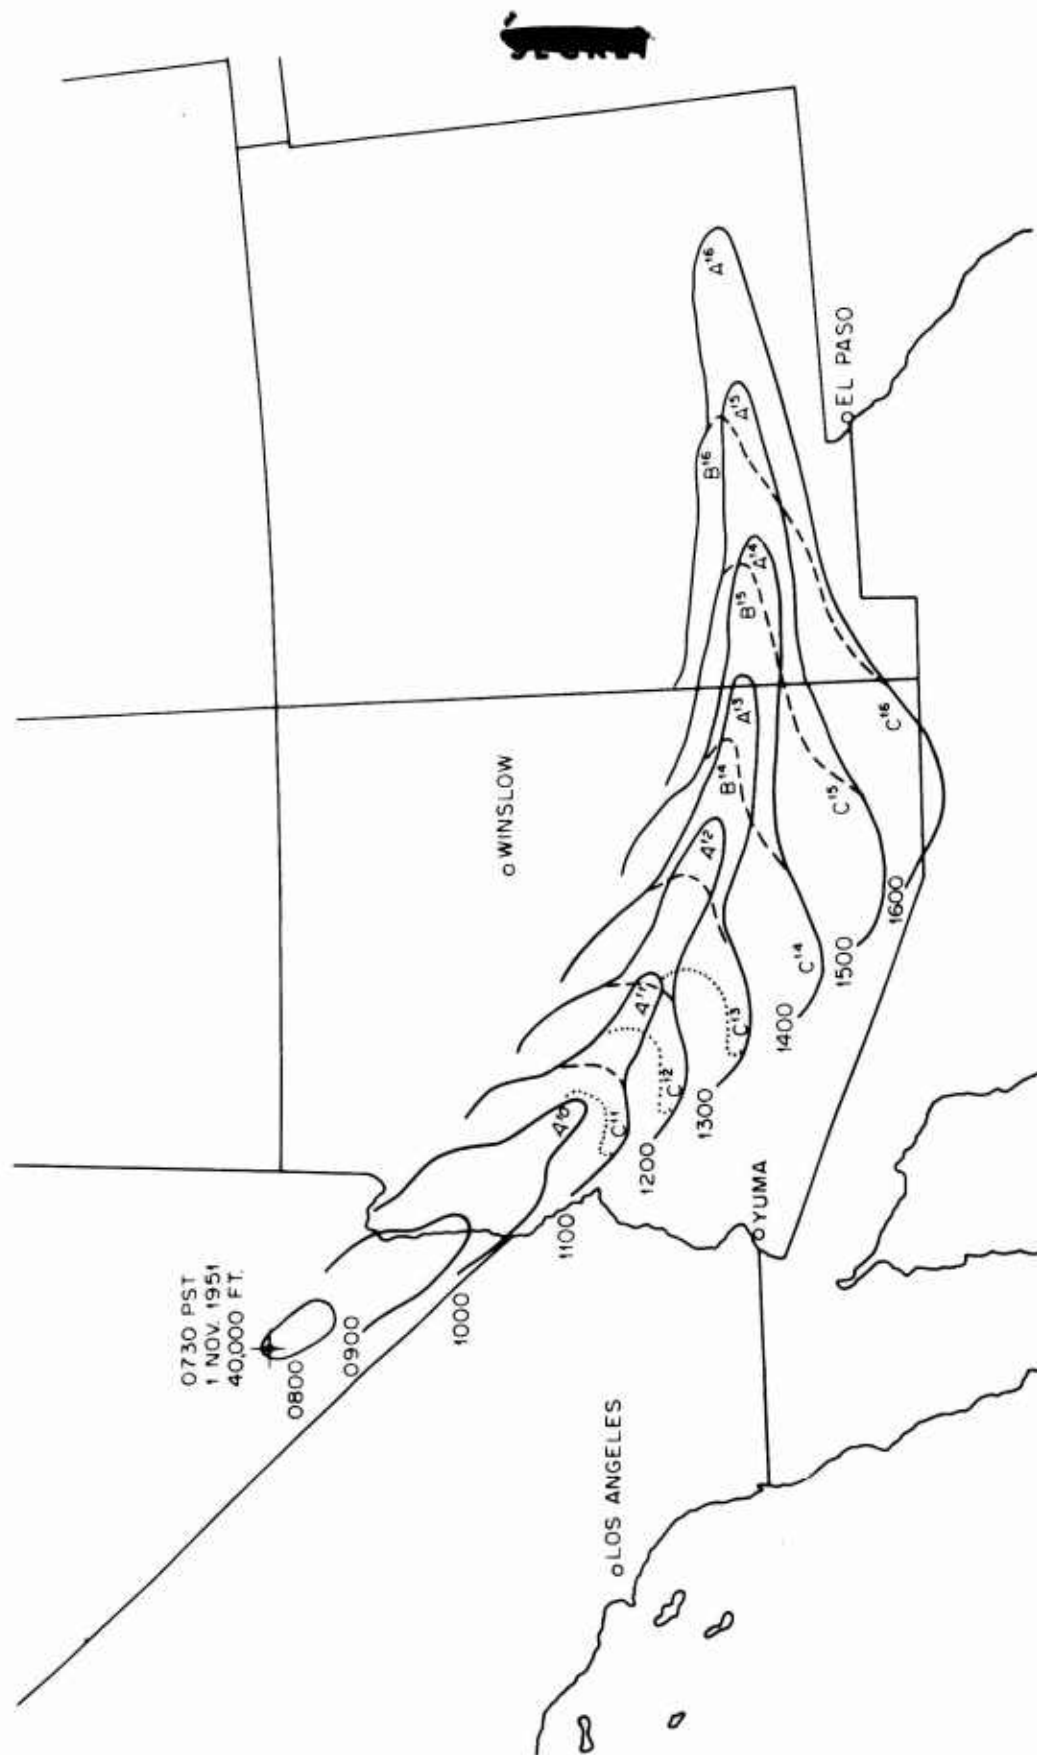 0730 PST
1 NOV. 1951
40,000 FT.
0800
0900
1000
1100
1200
1300
1400
1500
1600
A10
A11
A12
A13
A14
A15
A16
B14
B15
B16
C11
C12
C13
C14
C15
C16
WINSLOW
EL PASO
YUMA
LOS ANGELES